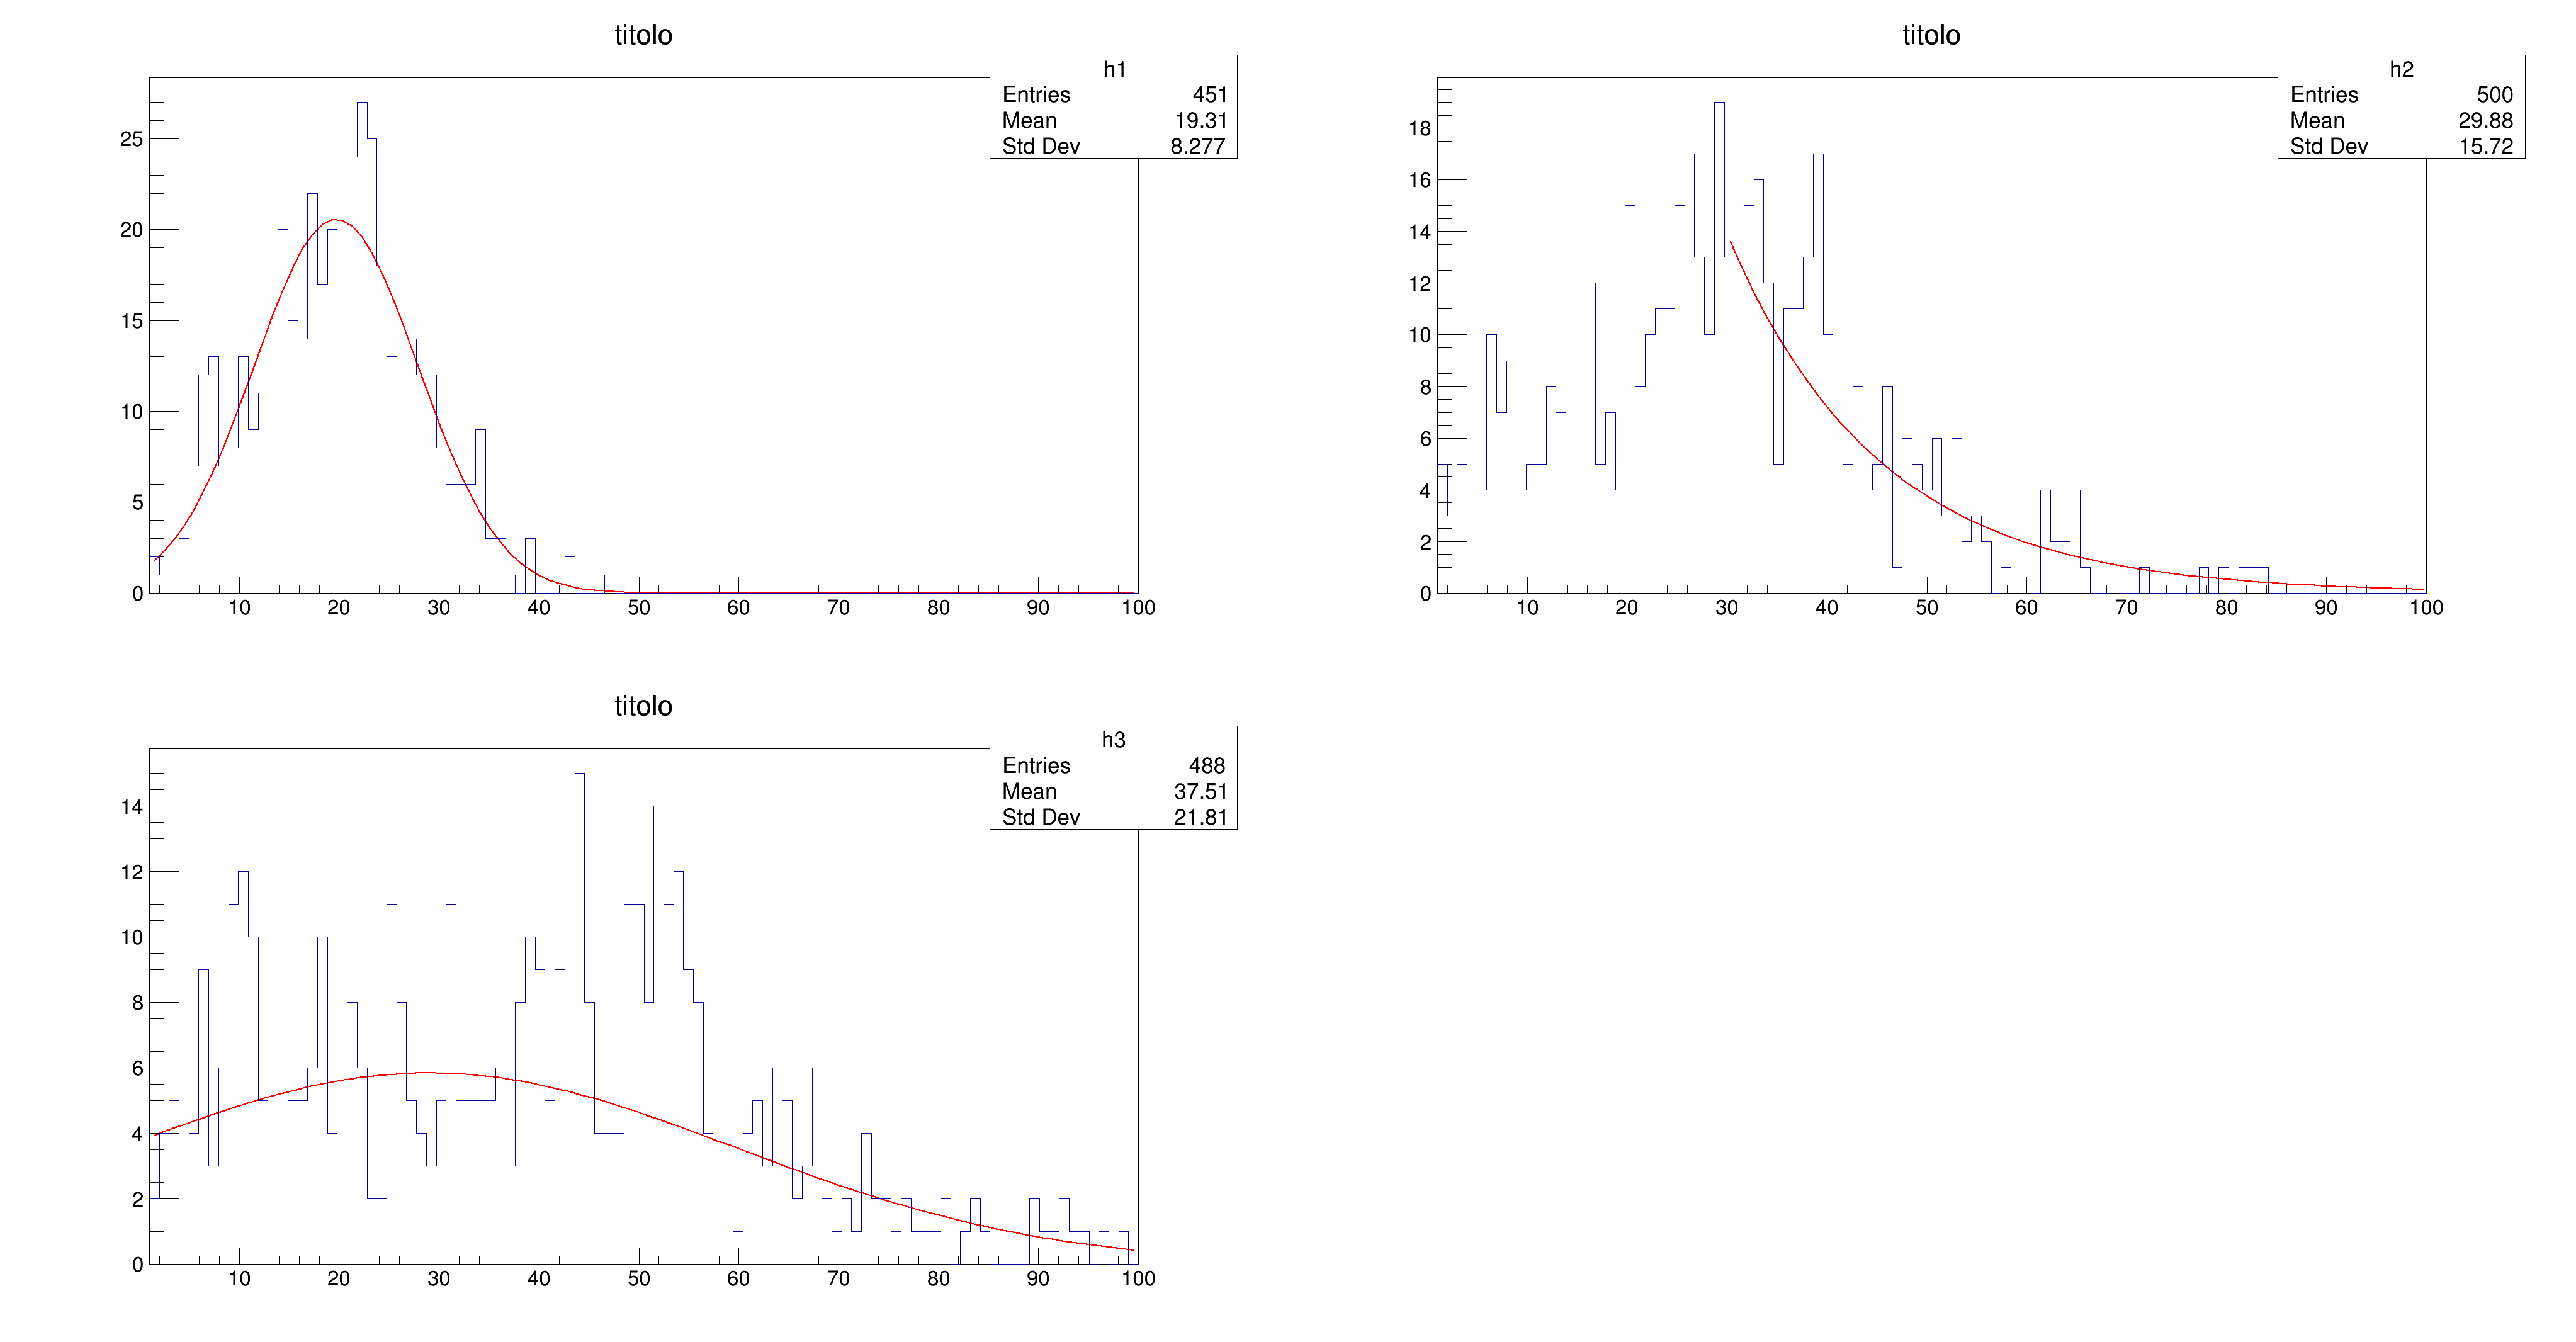 titolo
h1
Entries 451
Mean 19.31
Std Dev 8.277
25
20
15
10
5
0
10 20 30 40 50 60 70 80 90 100
titolo
h2
Entries 500
Mean 29.88
Std Dev 15.72
18
16
14
12
10
8
6
4
2
0
10 20 30 40 50 60 70 80 90 100
titolo
h3
Entries 488
Mean 37.51
Std Dev 21.81
14
12
10
8
6
4
2
0
10 20 30 40 50 60 70 80 90 100